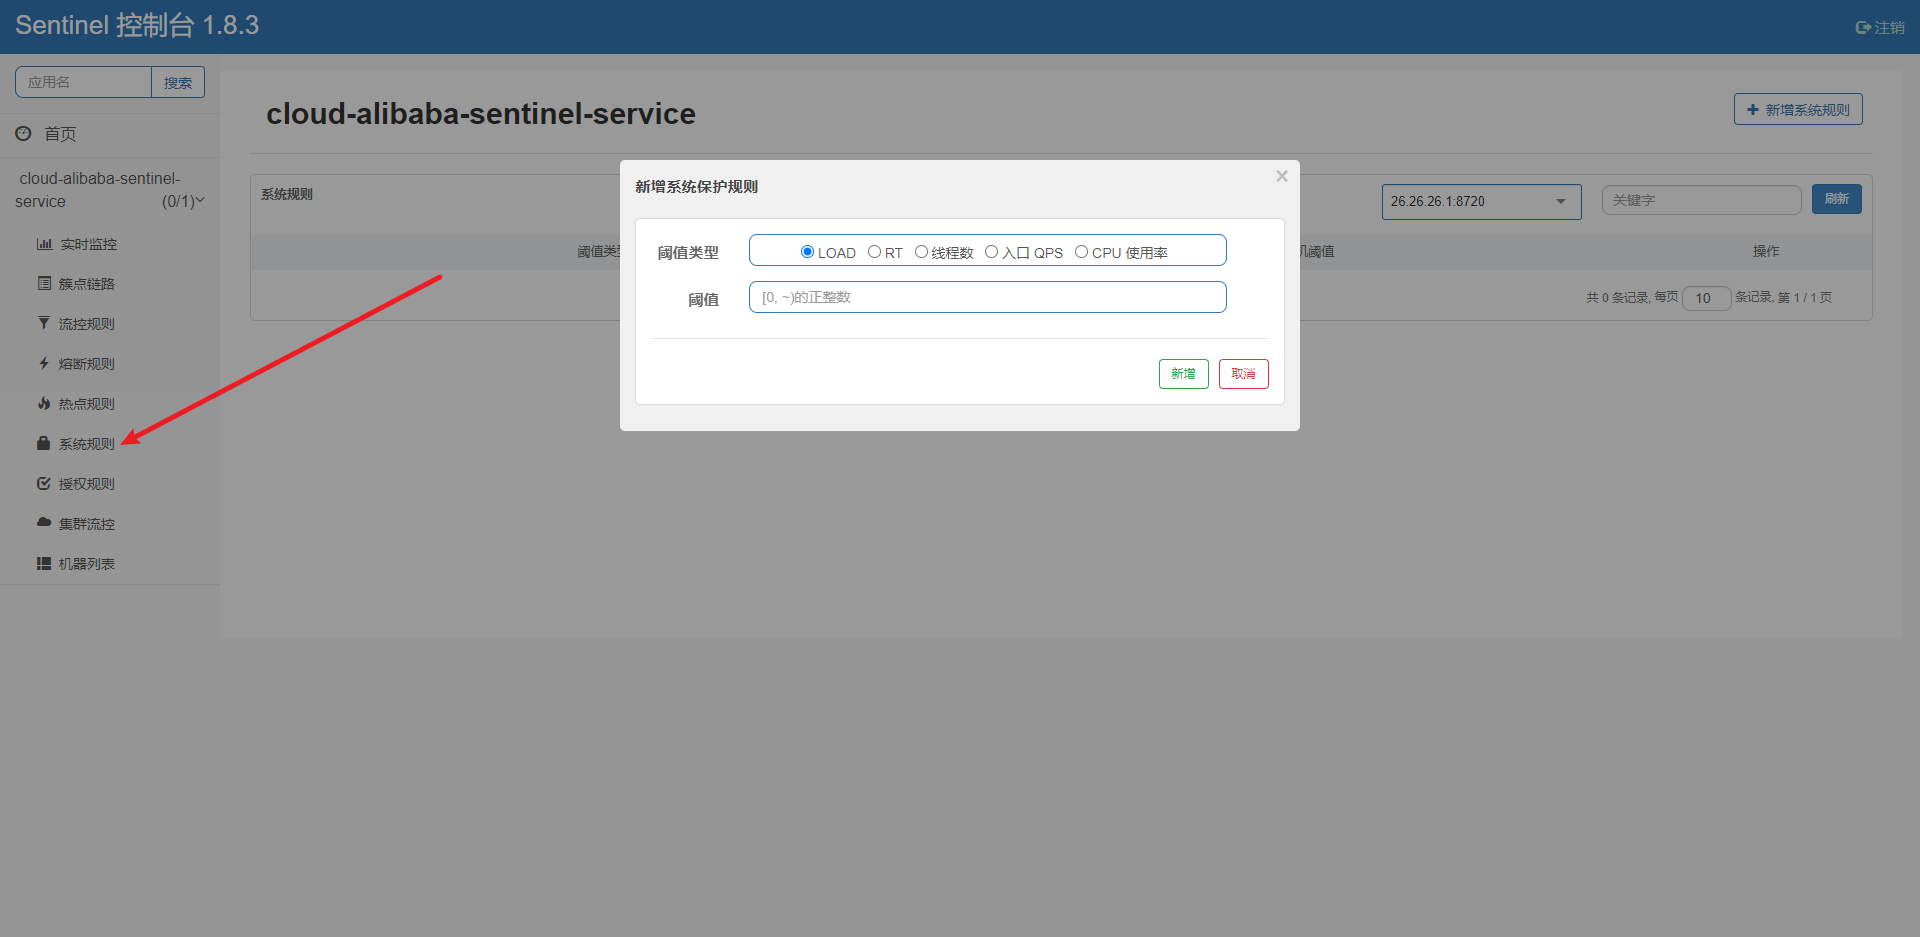 Sentinel 控制台 1.8.3
注销
应用名
搜索
首页
cloud-alibaba-sentinel-
service
(0/1)
实时监控
簇点链路
流控规则
熔断规则
热点规则
系统规则
授权规则
集群流控
机器列表
cloud-alibaba-sentinel-service
新增系统规则
系统规则
26.26.26.1:8720
关键字
刷新
阈值类
机阈值
操作
共 0 条记录, 每页
10
条记录, 第 1 / 1 页
新增系统保护规则
×
阈值类型
LOAD
RT
线程数
入口 QPS
CPU 使用率
阈值
[0, ~)的正整数
新增
取消